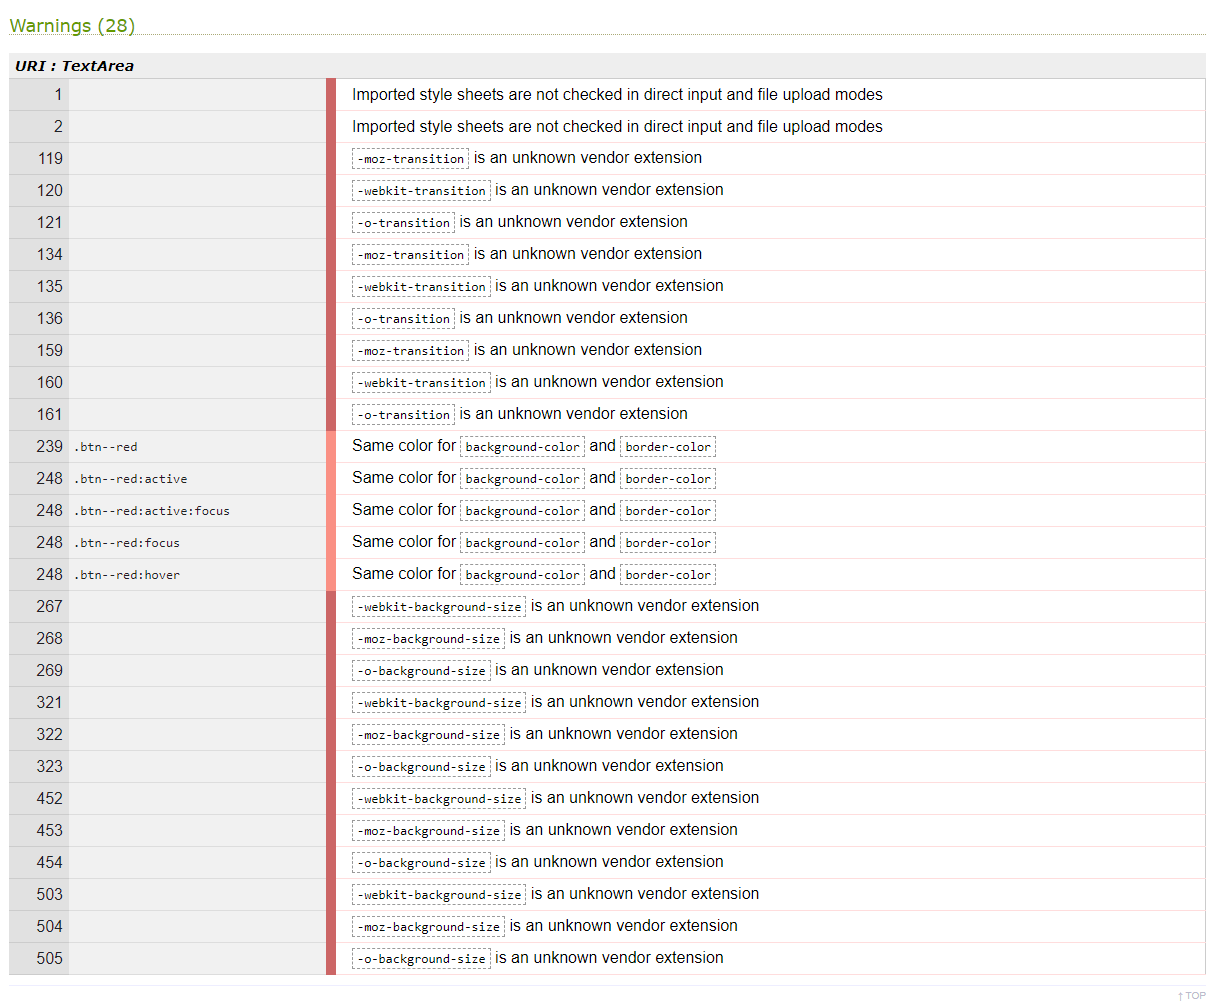 Warnings (28)
URI : TextArea
1 Imported style sheets are not checked in direct input and file upload modes
2 Imported style sheets are not checked in direct input and file upload modes
119 -moz-transition is an unknown vendor extension
120 -webkit-transition is an unknown vendor extension
121 -o-transition is an unknown vendor extension
134 -moz-transition is an unknown vendor extension
135 -webkit-transition is an unknown vendor extension
136 -o-transition is an unknown vendor extension
159 -moz-transition is an unknown vendor extension
160 -webkit-transition is an unknown vendor extension
161 -o-transition is an unknown vendor extension
239 .btn--red Same color for background-color and border-color
248 .btn--red:active Same color for background-color and border-color
248 .btn--red:active:focus Same color for background-color and border-color
248 .btn--red:focus Same color for background-color and border-color
248 .btn--red:hover Same color for background-color and border-color
267 -webkit-background-size is an unknown vendor extension
268 -moz-background-size is an unknown vendor extension
269 -o-background-size is an unknown vendor extension
321 -webkit-background-size is an unknown vendor extension
322 -moz-background-size is an unknown vendor extension
323 -o-background-size is an unknown vendor extension
452 -webkit-background-size is an unknown vendor extension
453 -moz-background-size is an unknown vendor extension
454 -o-background-size is an unknown vendor extension
503 -webkit-background-size is an unknown vendor extension
504 -moz-background-size is an unknown vendor extension
505 -o-background-size is an unknown vendor extension
↑ TOP